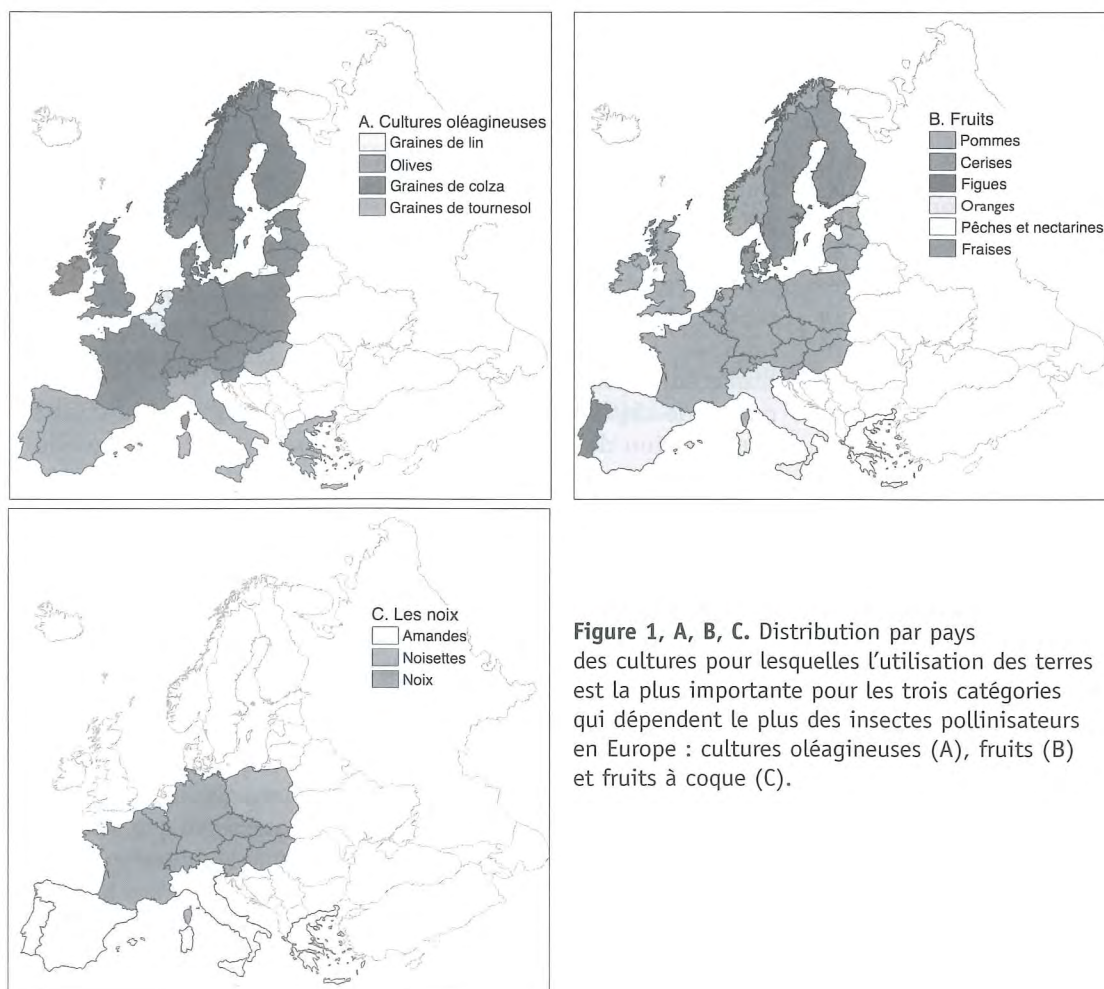 A. Cultures oléagineuses
Graines de lin
Olives
Graines de colza
Graines de tournesol
B. Fruits
Pommes
Cerises
Figues
Oranges
Pêches et nectarines
Fraises
C. Les noix
Amandes
Noisettes
Noix
Figure 1, A, B, C. Distribution par pays
des cultures pour lesquelles l'utilisation des terres
est la plus importante pour les trois catégories
qui dépendent le plus des insectes pollinisateurs
en Europe : cultures oléagineuses (A), fruits (B)
et fruits à coque (C).